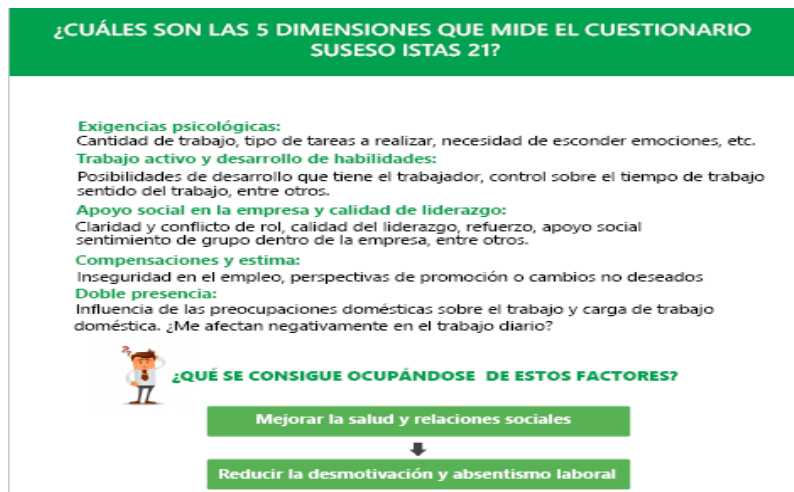 ¿CUÁLES SON LAS 5 DIMENSIONES QUE MIDE EL CUESTIONARIO
SUSESO ISTAS 21?
Exigencias psicológicas:
Cantidad de trabajo, tipo de tareas a realizar, necesidad de esconder emociones, etc.
Trabajo activo y desarrollo de habilidades:
Posibilidades de desarrollo que tiene el trabajador, control sobre el tiempo de trabajo
sentido del trabajo, entre otros.
Apoyo social en la empresa y calidad de liderazgo:
Claridad y conflicto de rol, calidad del liderazgo, refuerzo, apoyo social
sentimiento de grupo dentro de la empresa, entre otros.
Compensaciones y estima:
Inseguridad en el empleo, perspectivas de promoción o cambios no deseados
Doble presencia:
Influencia de las preocupaciones domésticas sobre el trabajo y carga de trabajo
doméstica. ¿Me afectan negativamente en el trabajo diario?
¿QUÉ SE CONSIGUE OCUPÁNDOSE DE ESTOS FACTORES?
Mejorar la salud y relaciones sociales
Reducir la desmotivación y absentismo laboral